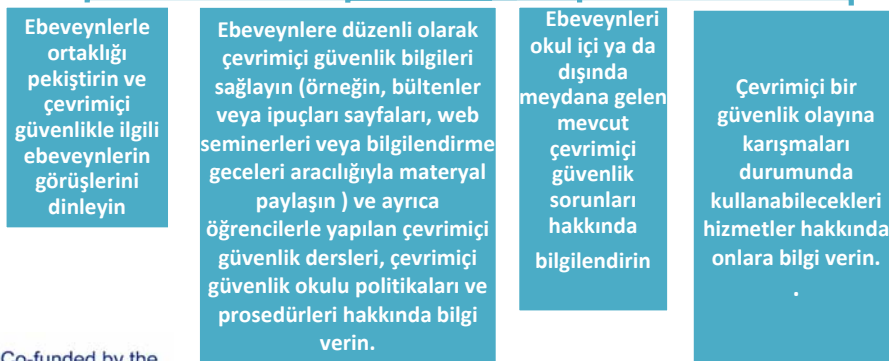 Ebeveynlerle
ortaklığı
pekiştirin ve
çevrimiçi
güvenlikle ilgili
ebeveynlerin
görüşlerini
dinleyin
Ebeveynlere düzenli olarak
çevrimiçi güvenlik bilgileri
sağlayın (örneğin, bültenler
veya ipuçları sayfaları, web
seminerleri veya bilgilendirme
geceleri aracılığıyla materyal
paylaşın ) ve ayrıca
öğrencilerle yapılan çevrimiçi
güvenlik dersleri, çevrimiçi
güvenlik okulu politikaları ve
prosedürleri hakkında bilgi
verin.
Ebeveynleri
okul içi ya da
dışında
meydana gelen
mevcut
çevrimiçi
güvenlik
sorunları
hakkında
bilgilendirin
Çevrimiçi bir
güvenlik olayına
karışmaları
durumunda
kullanabilecekleri
hizmetler hakkında
onlara bilgi verin.
.
Co-funded by the